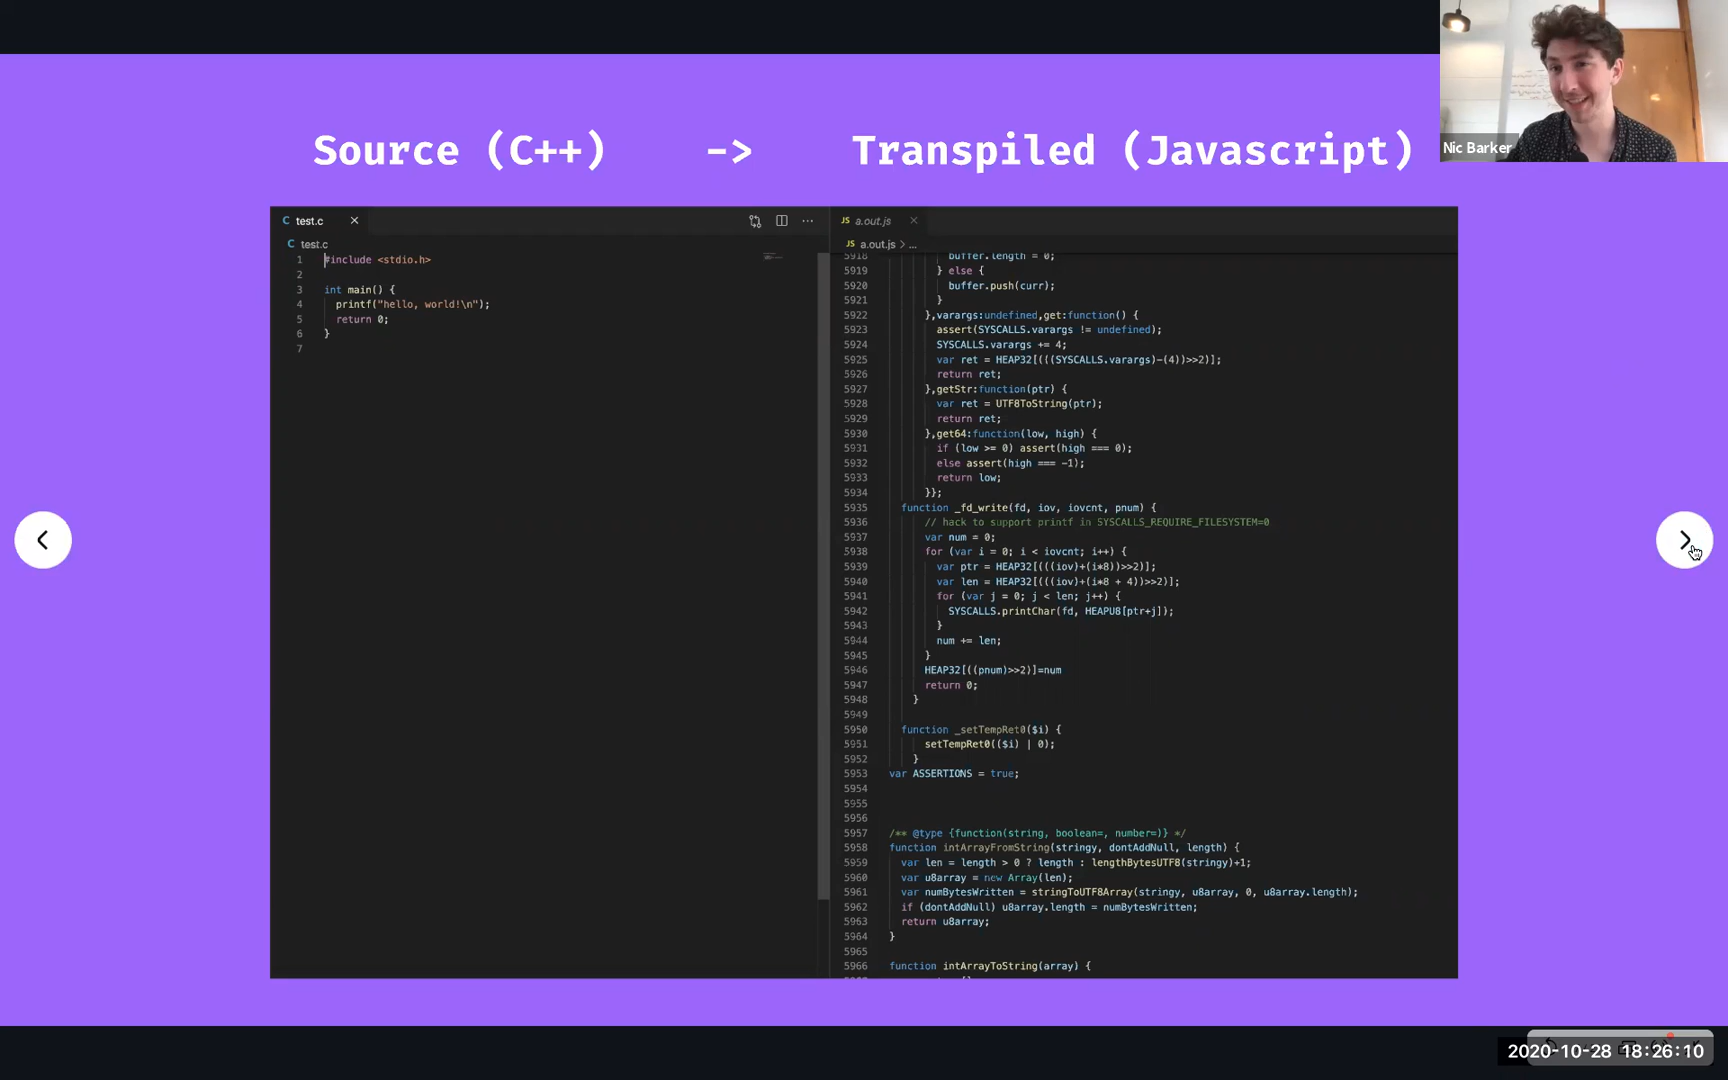 Source (C++) -> Transpiled (Javascript)
Nic Barker
C test.c
C test.c
1 #include <stdio.h>
2
3 int main() {
4 printf("hello, world!\n");
5 return 0;
6 }
7
JS a.out.js
JS a.out.js > ...
5918 buffer.length = 0;
5919 } else {
5920 buffer.push(curr);
5921 }
5922 },varargs:undefined,get:function() {
5923 assert(SYSCALLS.varargs != undefined);
5924 SYSCALLS.varargs += 4;
5925 var ret = HEAP32[(((SYSCALLS.varargs)-(4))>>2)];
5926 return ret;
5927 },getStr:function(ptr) {
5928 var ret = UTF8ToString(ptr);
5929 return ret;
5930 },get64:function(low, high) {
5931 if (low >= 0) assert(high === 0);
5932 else assert(high === -1);
5933 return low;
5934 }};
5935 function _fd_write(fd, iov, iovcnt, pnum) {
5936 // hack to support printf in SYSCALLS_REQUIRE_FILESYSTEM=0
5937 var num = 0;
5938 for (var i = 0; i < iovcnt; i++) {
5939 var ptr = HEAP32[(((iov)+(i*8))>>2)];
5940 var len = HEAP32[(((iov)+(i*8 + 4))>>2)];
5941 for (var j = 0; j < len; j++) {
5942 SYSCALLS.printChar(fd, HEAPU8[ptr+j]);
5943 }
5944 num += len;
5945 }
5946 HEAP32[((pnum)>>2)]=num
5947 return 0;
5948 }
5949
5950 function _setTempRet0($i) {
5951 setTempRet0(($i) | 0);
5952 }
5953 var ASSERTIONS = true;
5954
5955
5956
5957 /** @type {function(string, boolean=, number=)} */
5958 function intArrayFromString(stringy, dontAddNull, length) {
5959 var len = length > 0 ? length : lengthBytesUTF8(stringy)+1;
5960 var u8array = new Array(len);
5961 var numBytesWritten = stringToUTF8Array(stringy, u8array, 0, u8array.length);
5962 if (dontAddNull) u8array.length = numBytesWritten;
5963 return u8array;
5964 }
5965
5966 function intArrayToString(array) {
2020-10-28 18:26:10